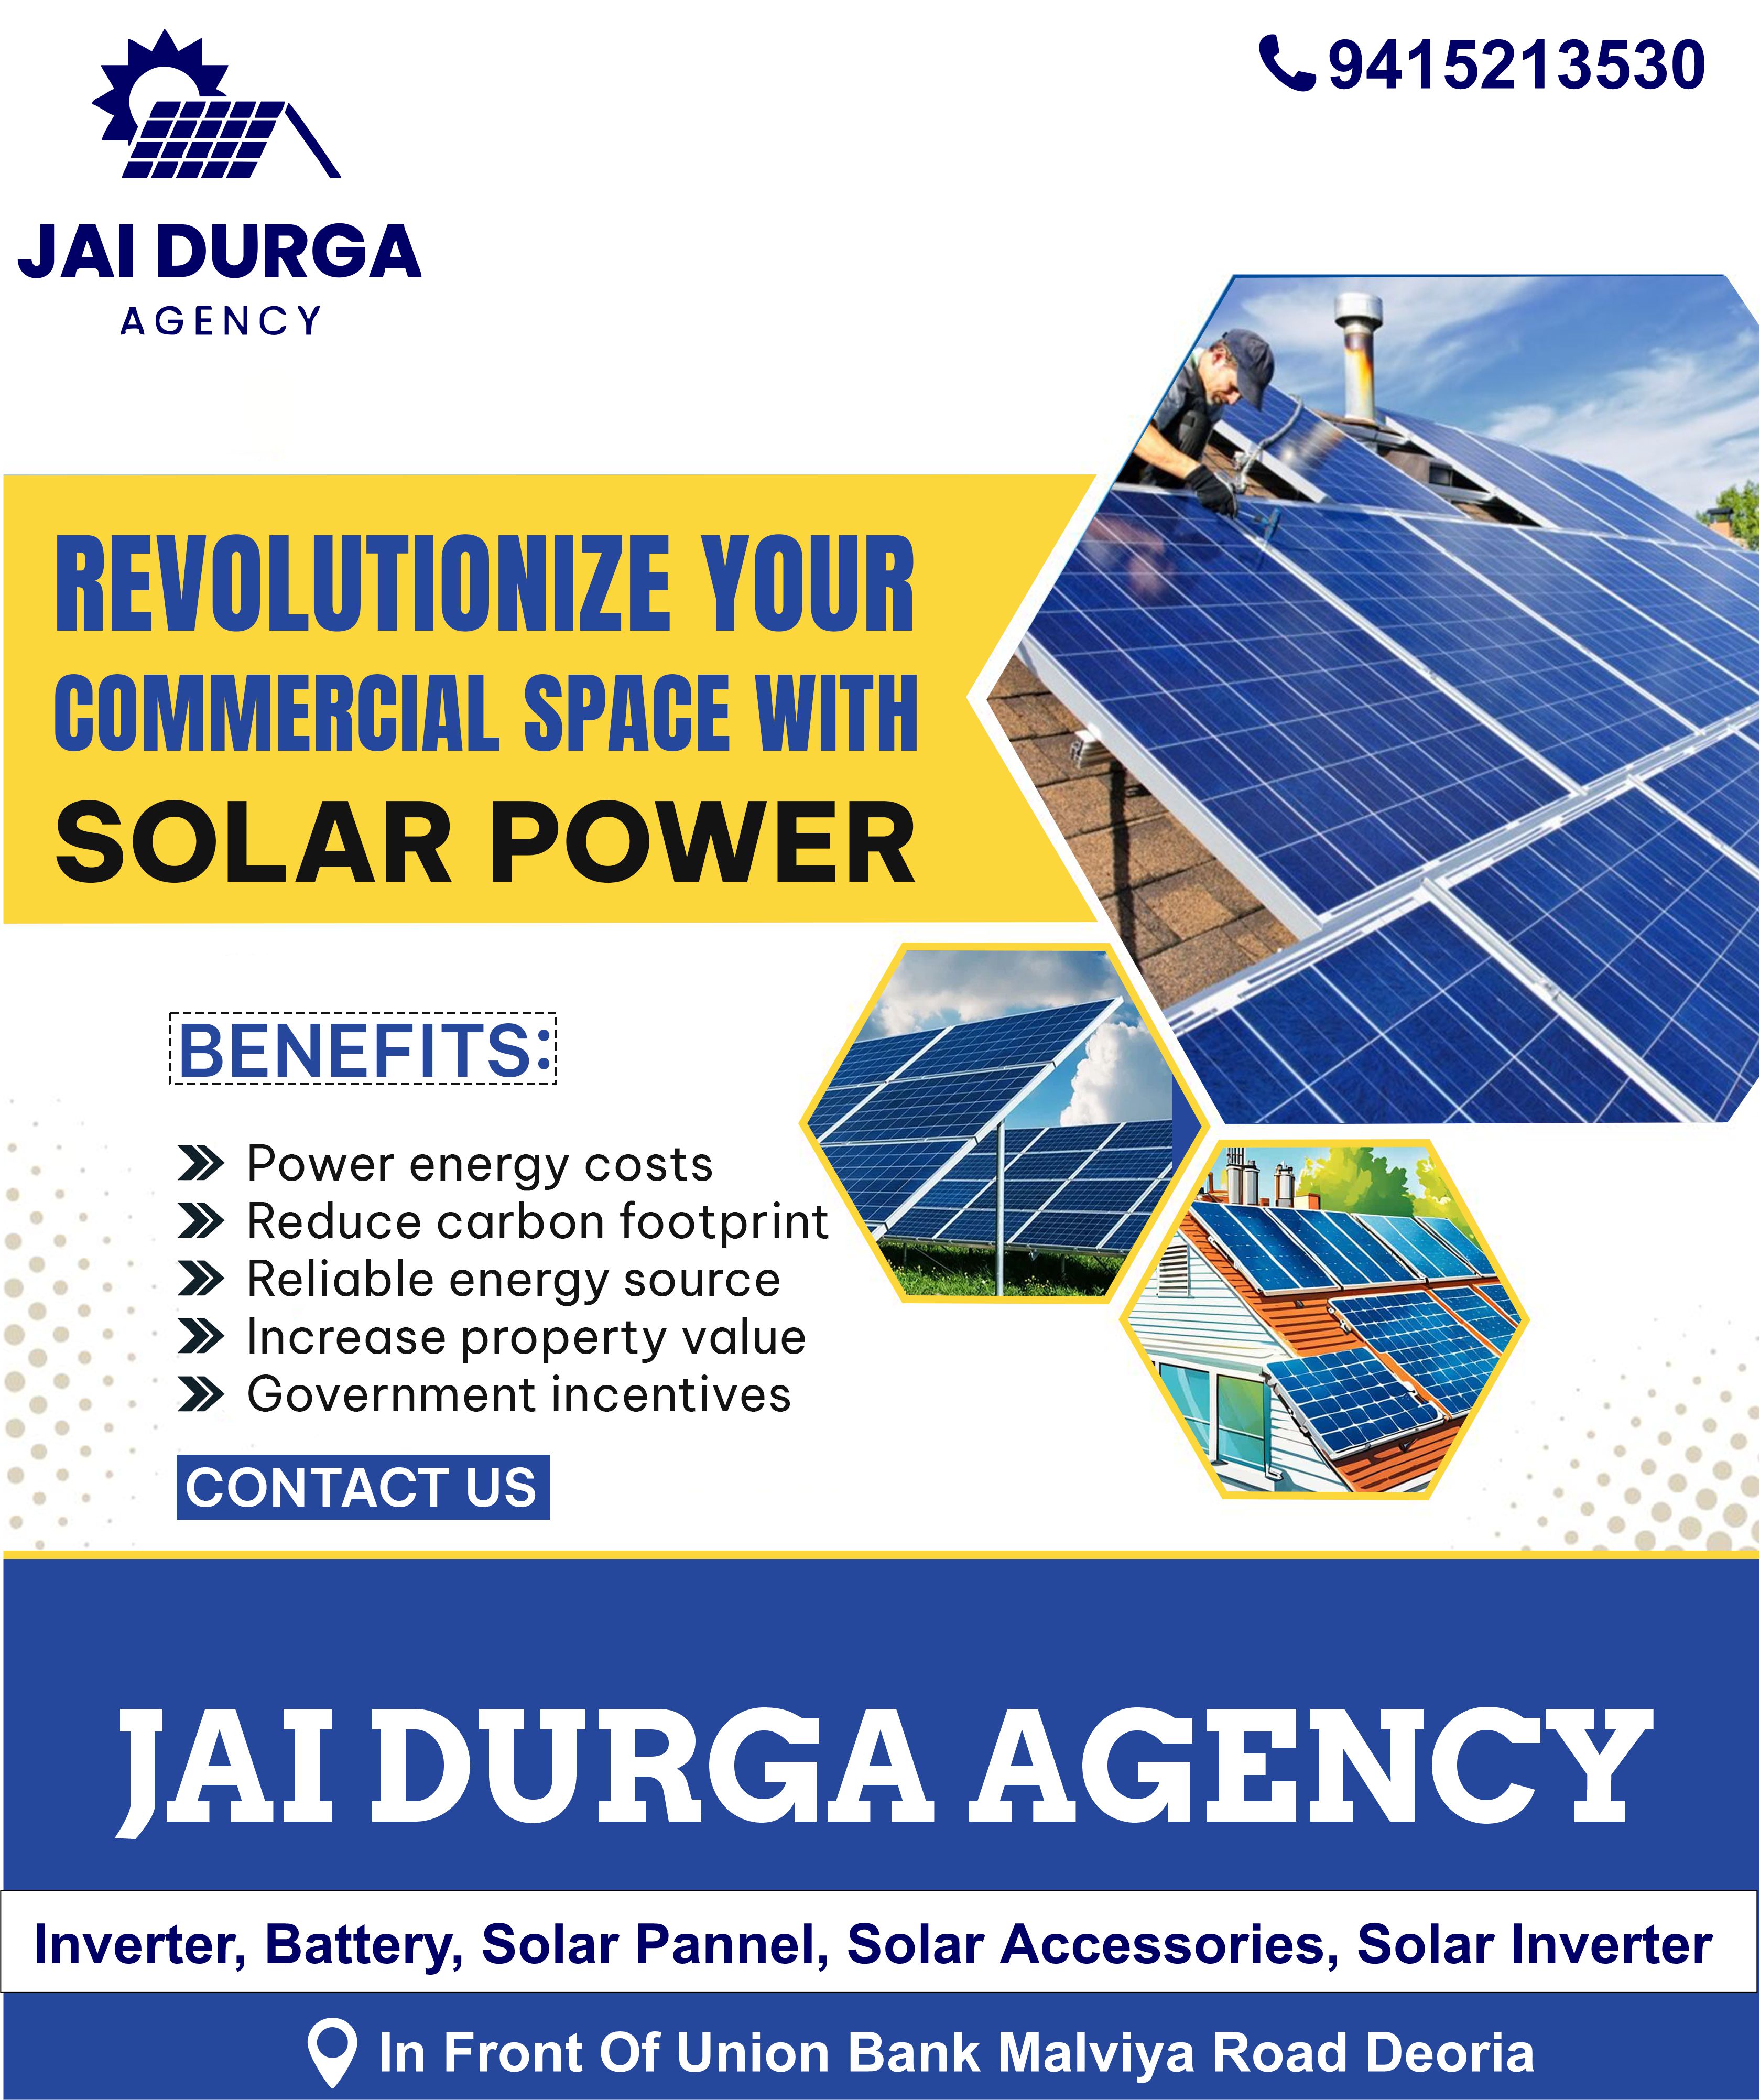 9415213530
JAI DURGA
AGENCY
REVOLUTIONIZE YOUR
COMMERCIAL SPACE WITH
SOLAR POWER
BENEFITS:
Power energy costs
Reduce carbon footprint
Reliable energy source
Increase property value
Government incentives
CONTACT US
JAI DURGA AGENCY
Inverter, Battery, Solar Pannel, Solar Accessories, Solar Inverter
In Front Of Union Bank Malviya Road Deoria